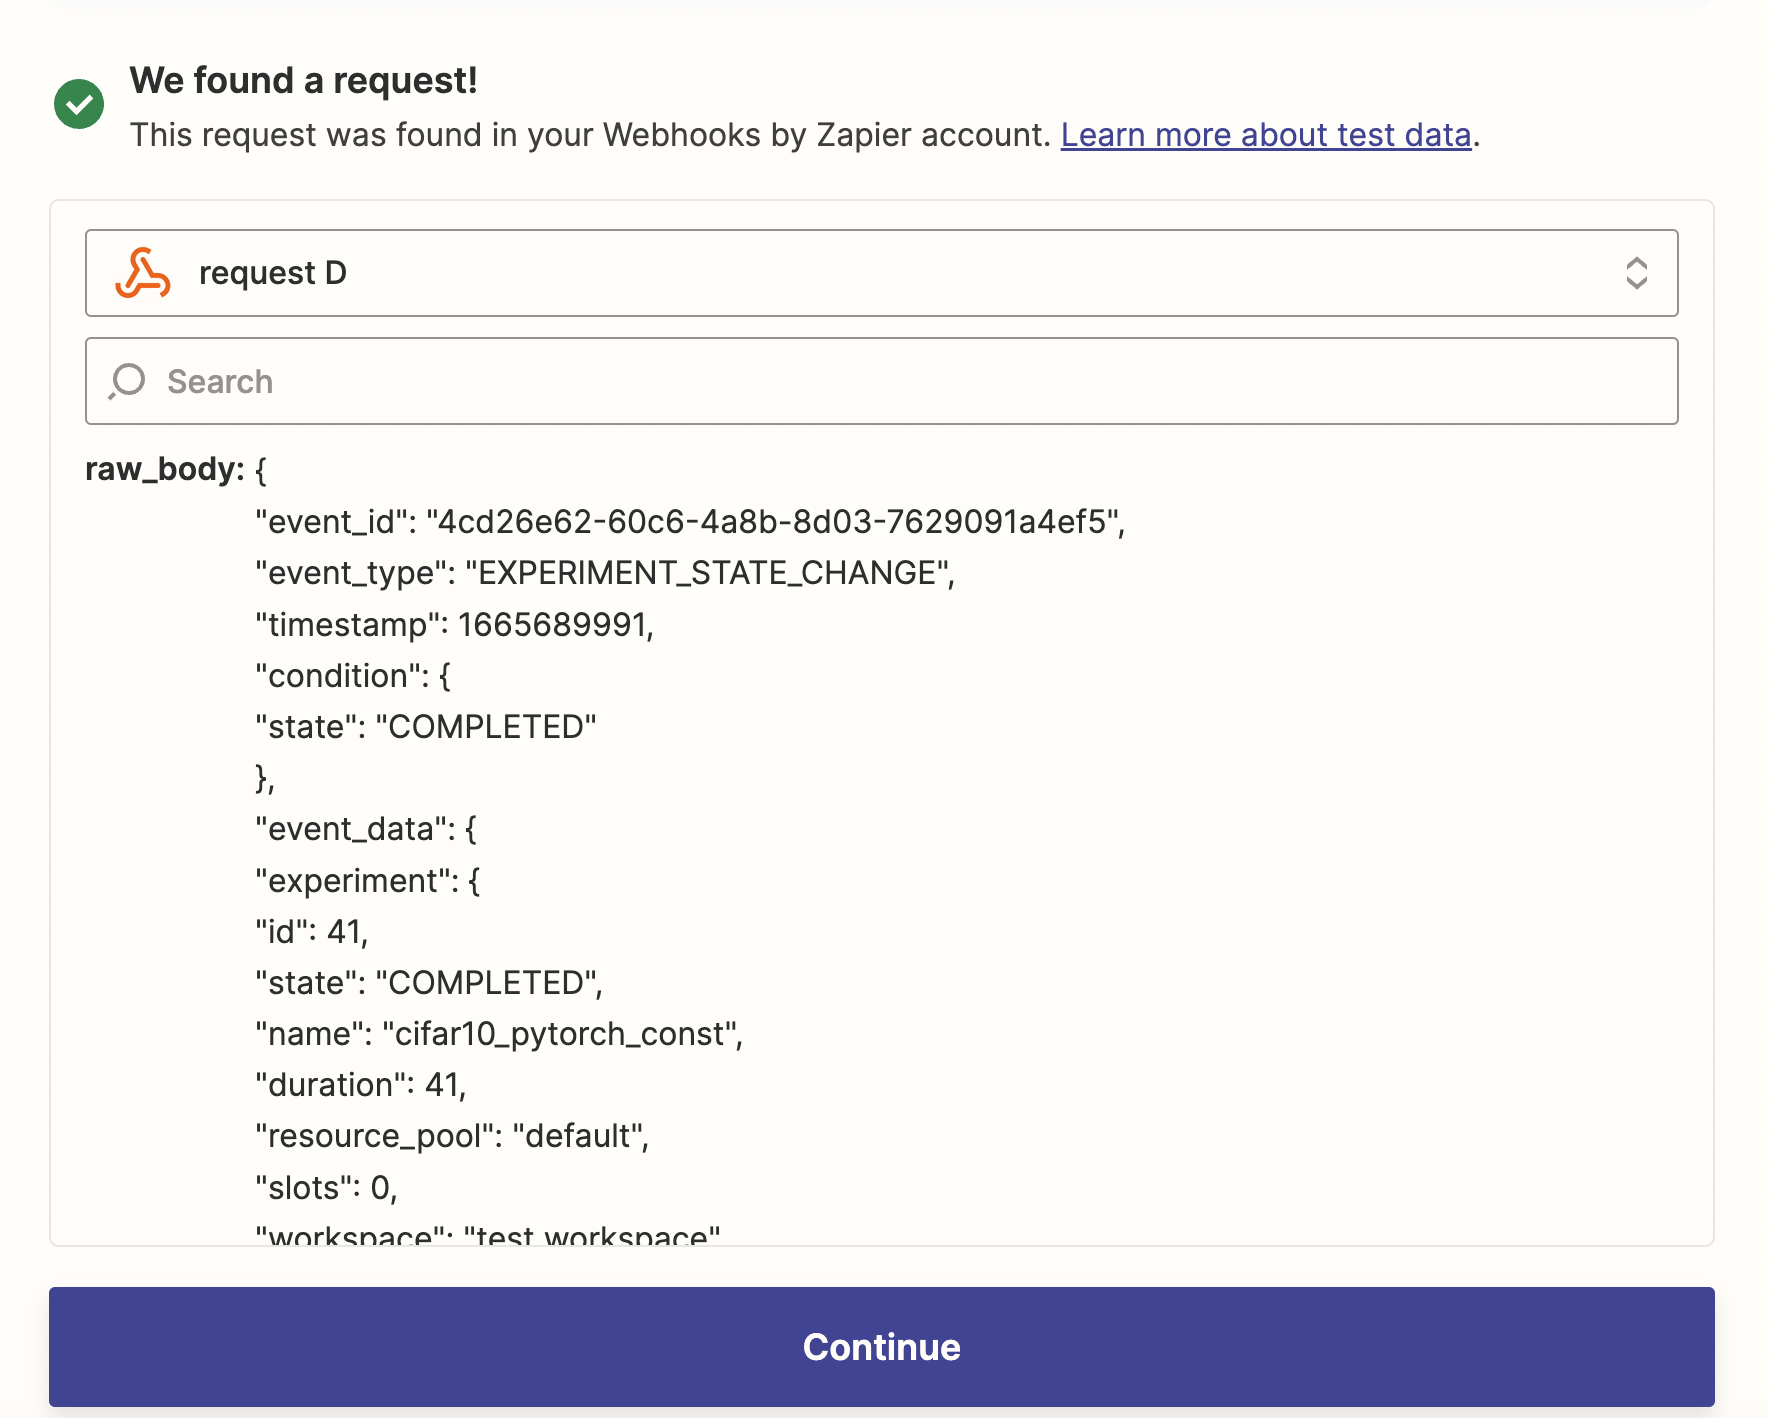 We found a request!
This request was found in your Webhooks by Zapier account. Learn more about test data.
request D
Search
raw_body: {
"event_id": "4cd26e62-60c6-4a8b-8d03-7629091a4ef5",
"event_type": "EXPERIMENT_STATE_CHANGE",
"timestamp": 1665689991,
"condition": {
"state": "COMPLETED"
},
"event_data": {
"experiment": {
"id": 41,
"state": "COMPLETED",
"name": "cifar10_pytorch_const",
"duration": 41,
"resource_pool": "default",
"slots": 0,
"workspace": "test workspace"
Continue